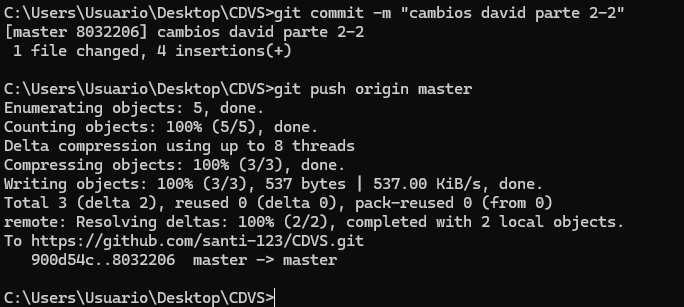 C:\Users\Usuario\Desktop\CDVS>git commit -m "cambios david parte 2-2"
[master 8032206] cambios david parte 2-2
 1 file changed, 4 insertions(+)

C:\Users\Usuario\Desktop\CDVS>git push origin master
Enumerating objects: 5, done.
Counting objects: 100% (5/5), done.
Delta compression using up to 8 threads
Compressing objects: 100% (3/3), done.
Writing objects: 100% (3/3), 537 bytes | 537.00 KiB/s, done.
Total 3 (delta 2), reused 0 (delta 0), pack-reused 0 (from 0)
remote: Resolving deltas: 100% (2/2), completed with 2 local objects.
To https://github.com/santi-123/CDVS.git
   900d54c..8032206  master -> master

C:\Users\Usuario\Desktop\CDVS>